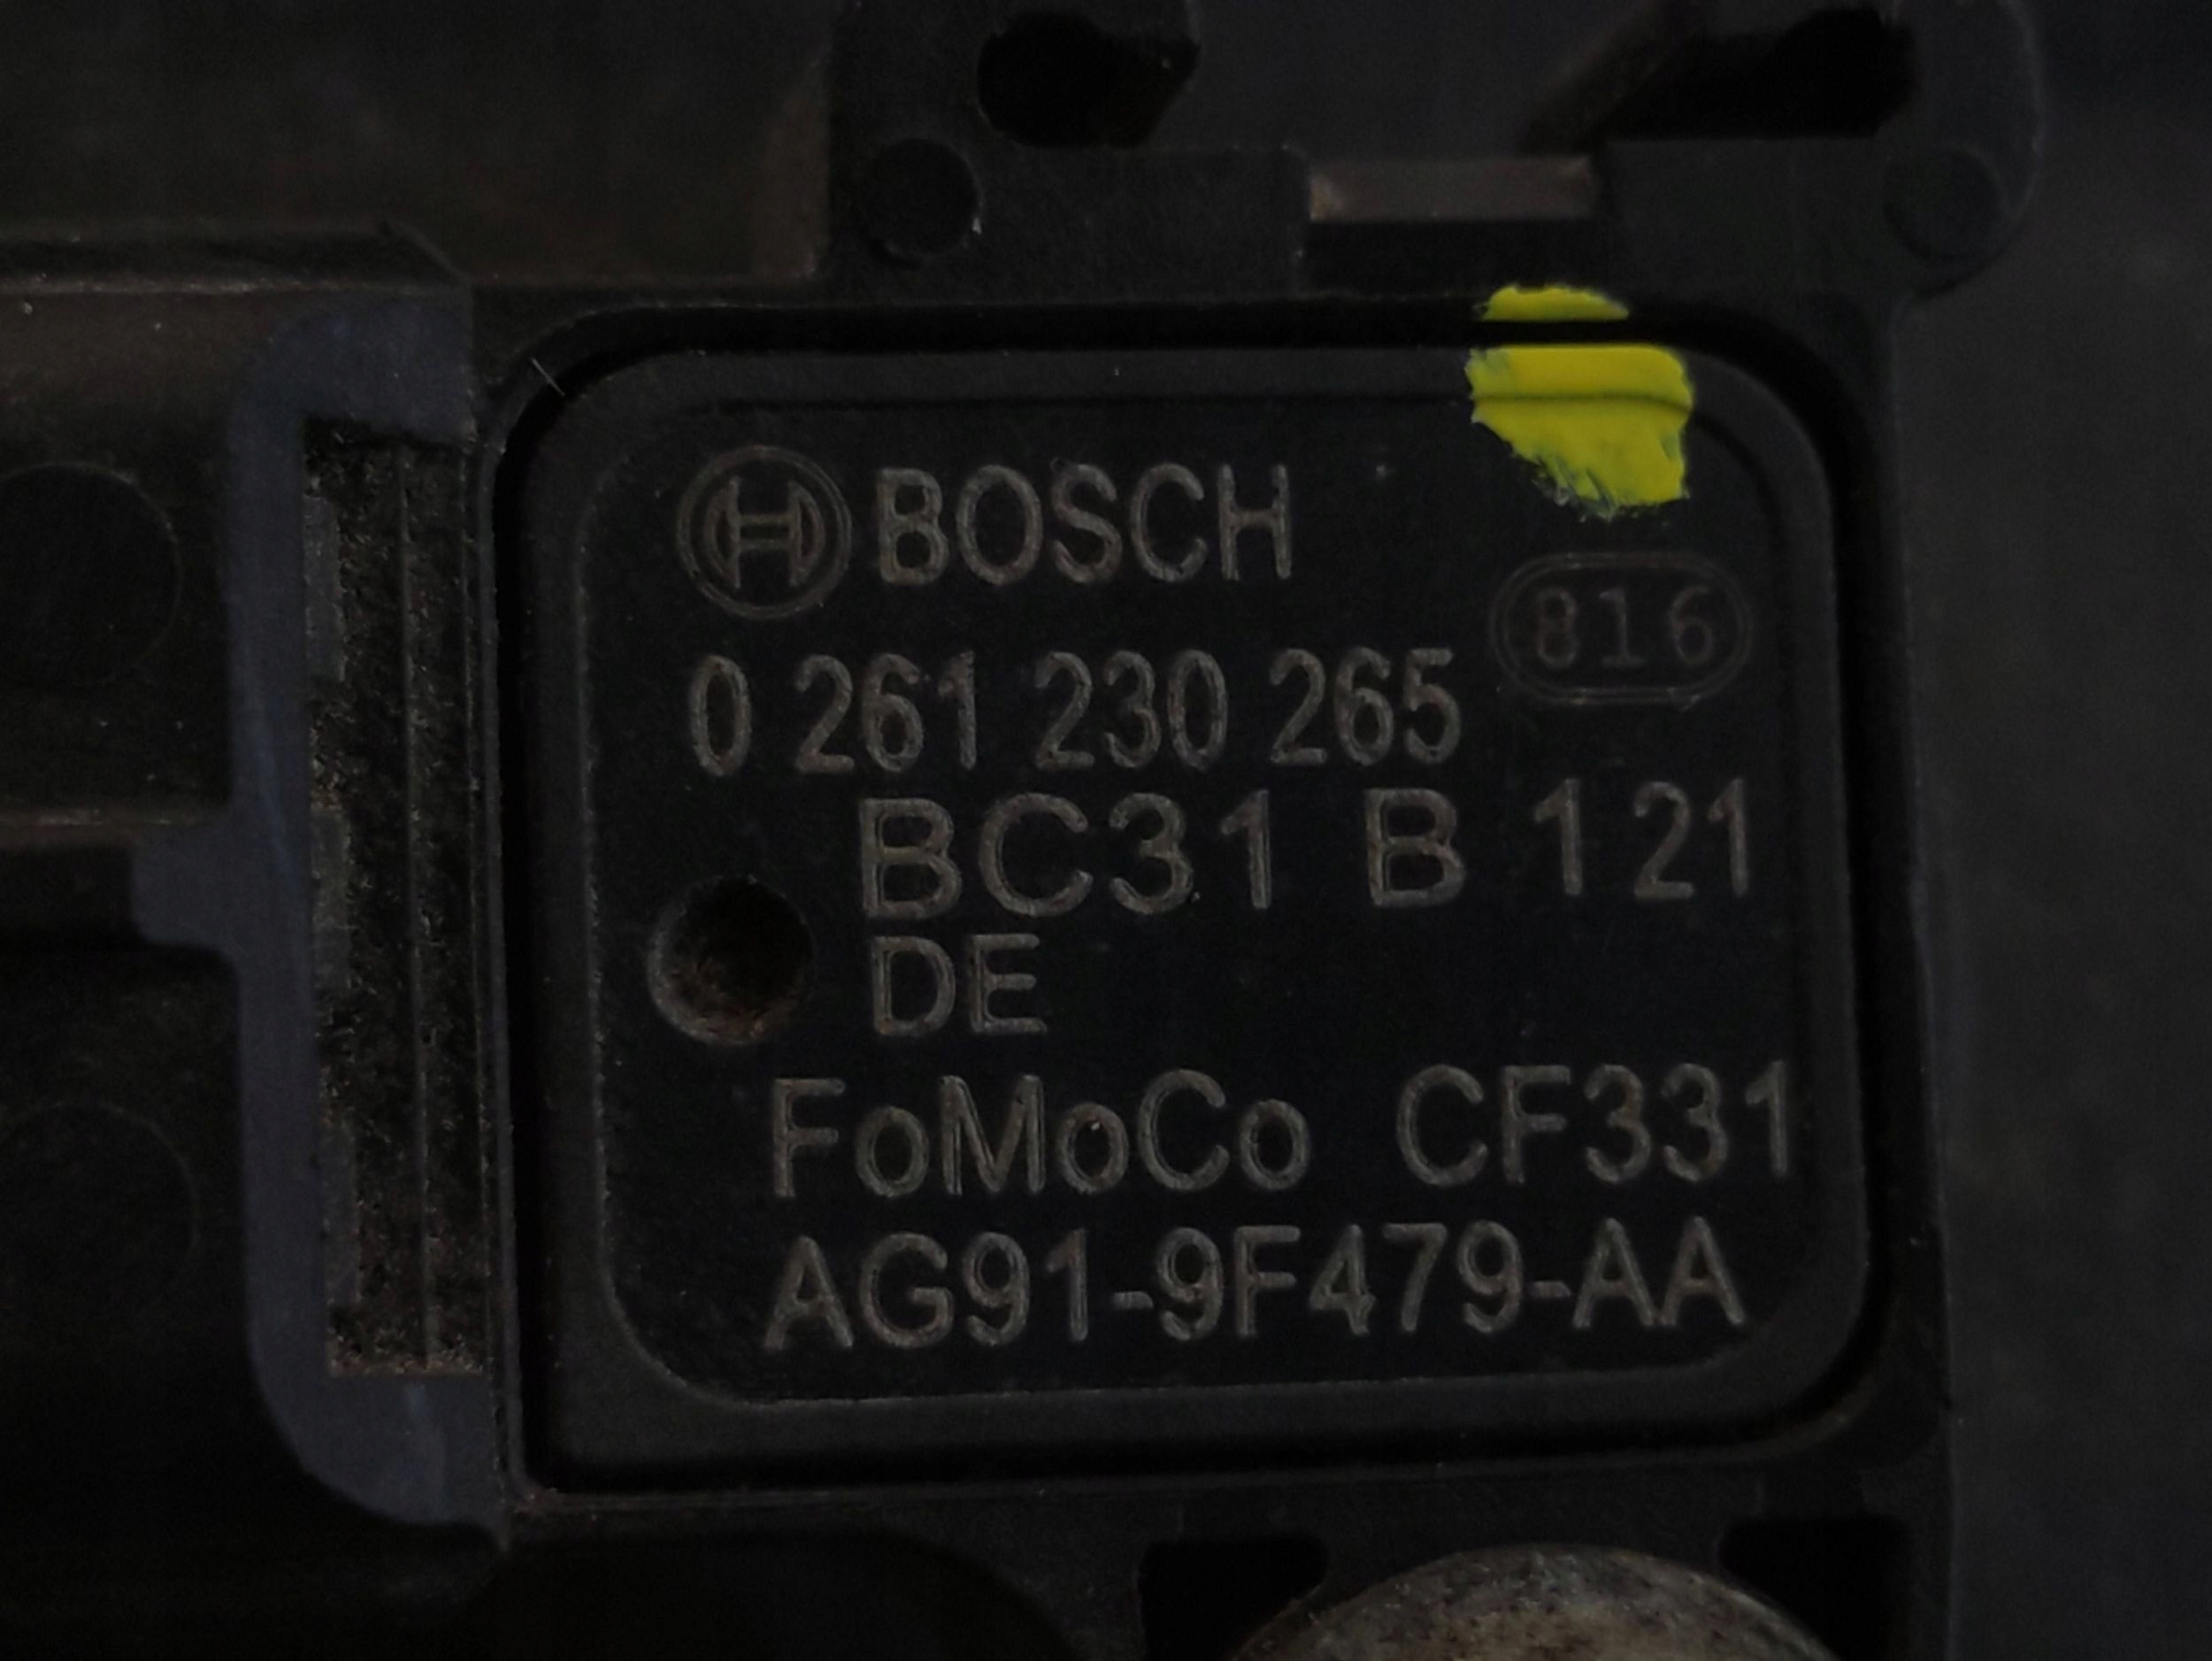 BOSCH
816
0 261 230 265
BC31 B 121
DE
FoMoCo CF331
AG91-9F479-AA